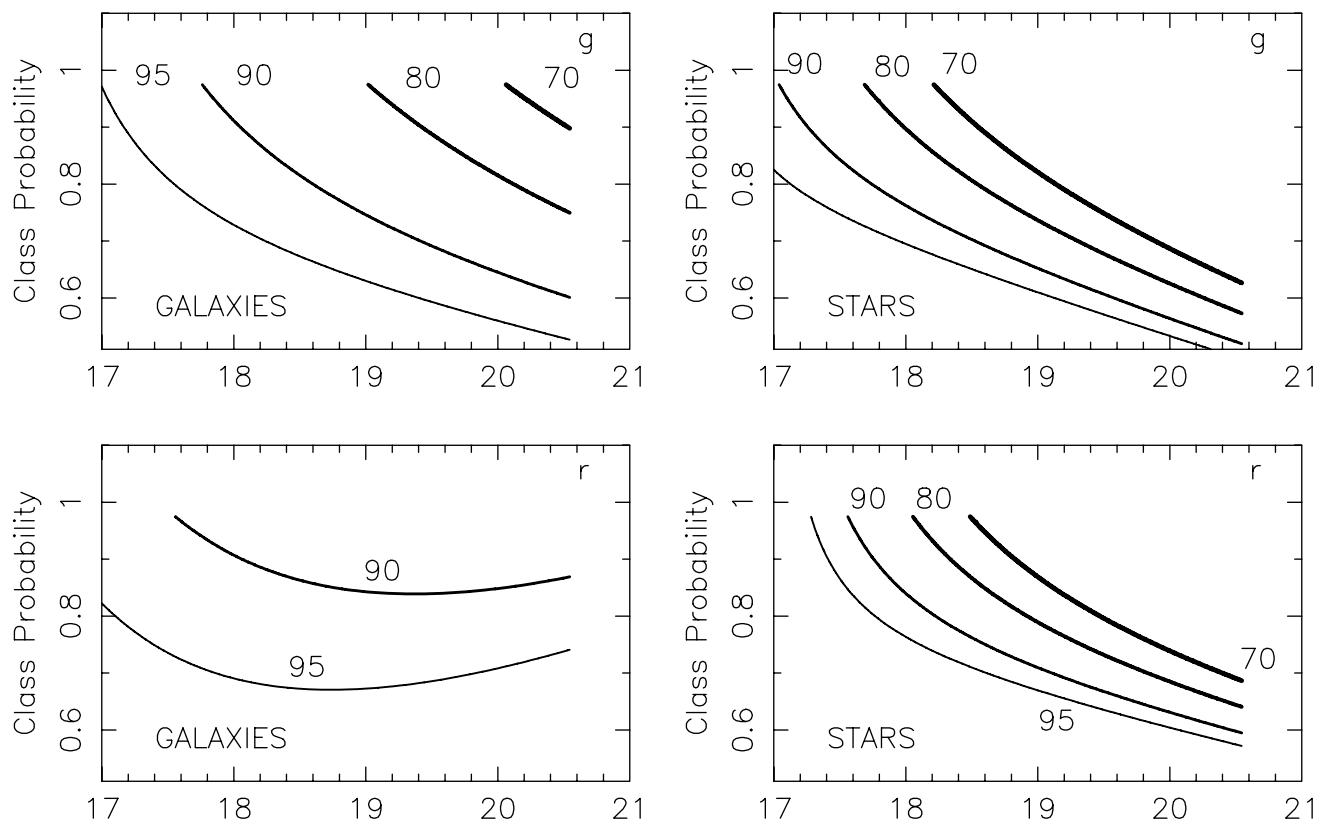 g
95 90 80 70
Class Probability
1
0.8
0.6
GALAXIES
17 18 19 20 21
g
90 80 70
Class Probability
1
0.8
0.6
STARS
17 18 19 20 21
r
Class Probability
1
0.8
0.6
90
95
GALAXIES
17 18 19 20 21
r
90 80
Class Probability
1
0.8
0.6
70
95
STARS
17 18 19 20 21